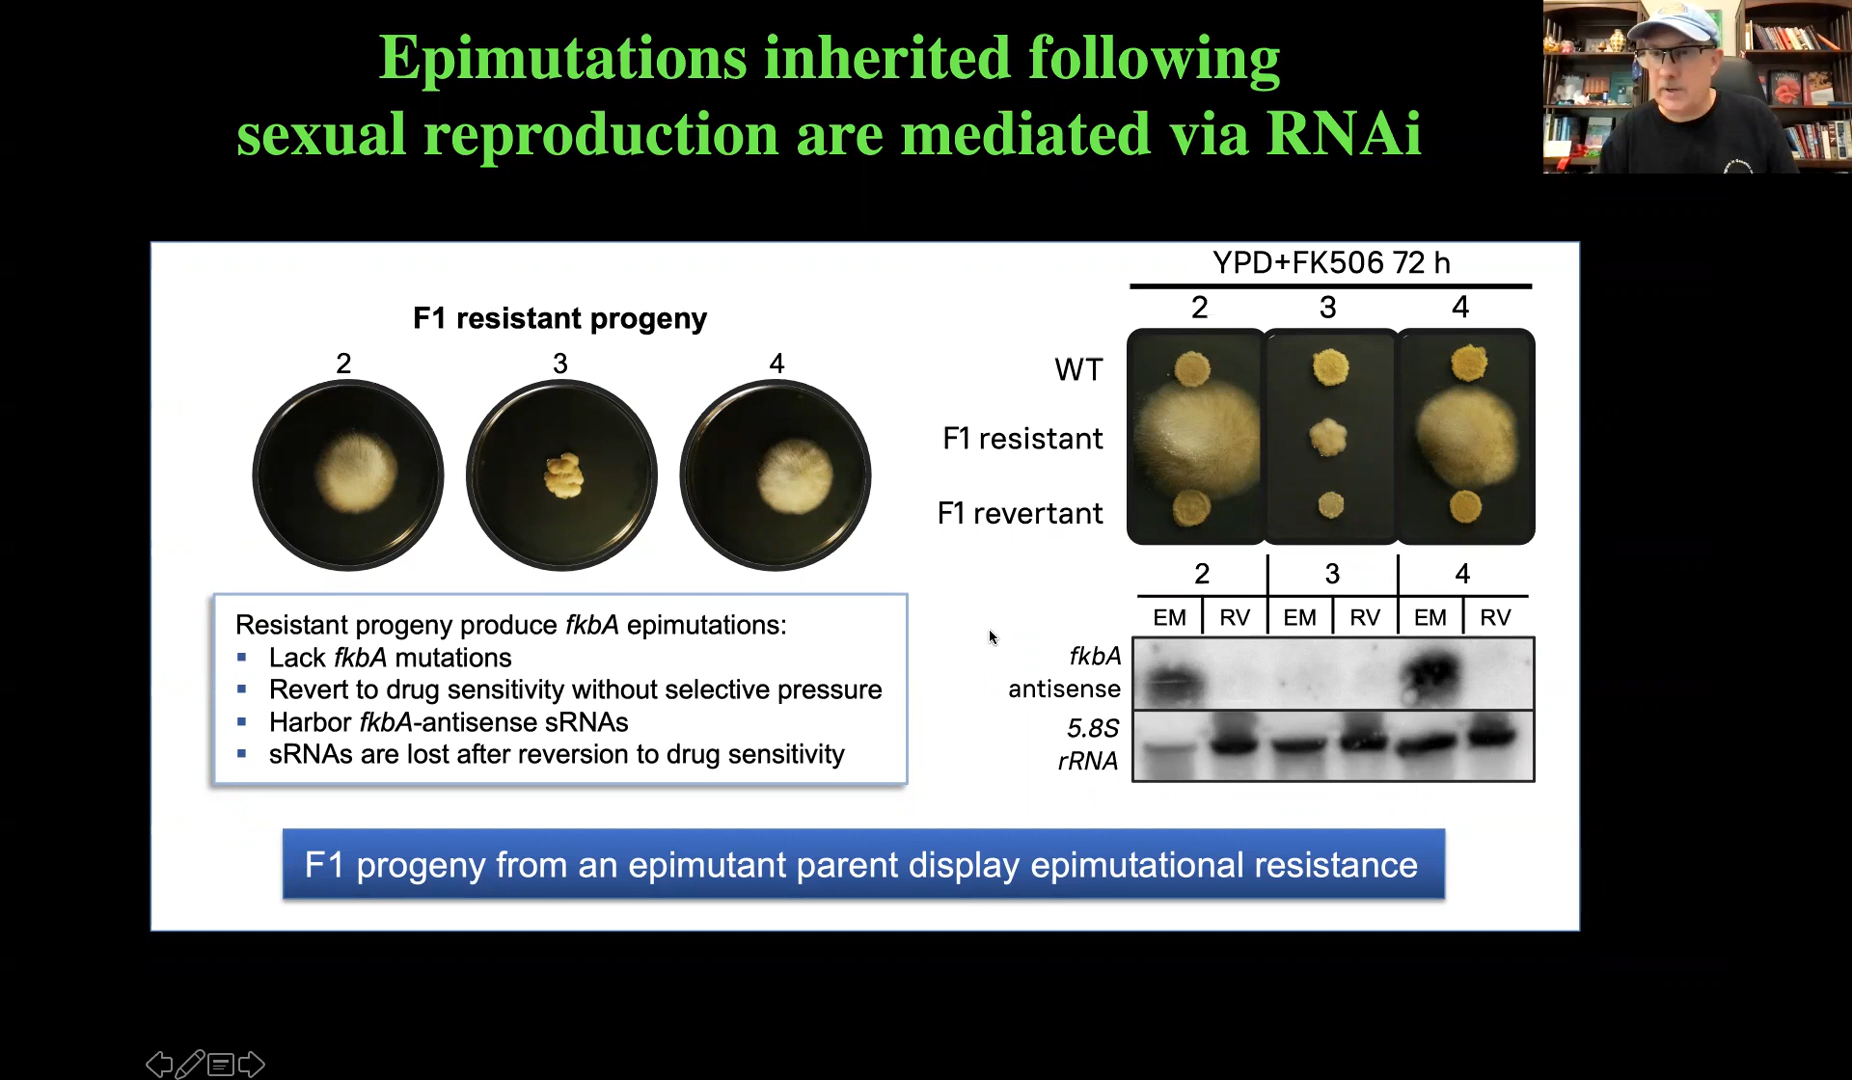 Epimutations inherited following
sexual reproduction are mediated via RNAi
F1 resistant progeny
2 3 4
Resistant progeny produce fkbA epimutations:
▪ Lack fkbA mutations
▪ Revert to drug sensitivity without selective pressure
▪ Harbor fkbA-antisense sRNAs
▪ sRNAs are lost after reversion to drug sensitivity
YPD+FK506 72 h
2 3 4
WT
F1 resistant
F1 revertant
2 3 4
EM RV EM RV EM RV
fkbA
antisense
5.8S
rRNA
F1 progeny from an epimutant parent display epimutational resistance